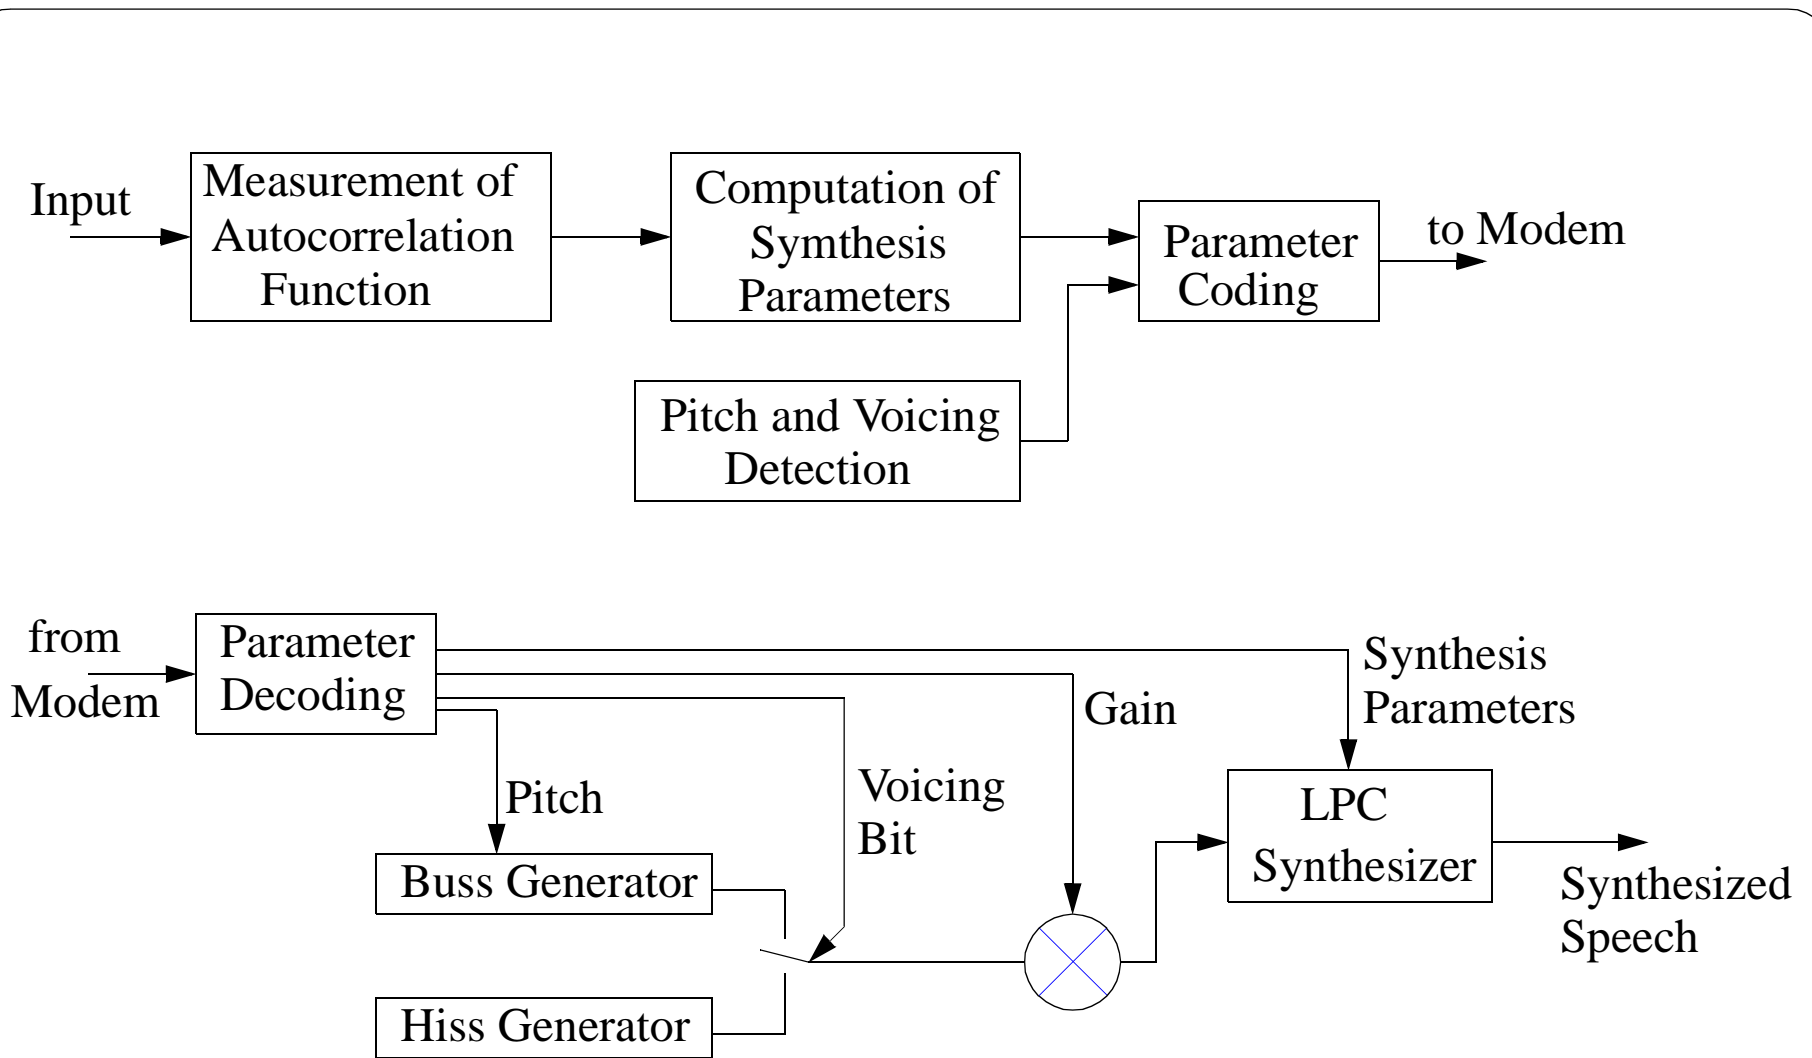 Input
Measurement of
Autocorrelation
Function
Computation of
Symthesis
Parameters
Parameter
Coding
to Modem
Pitch and Voicing
Detection
from
Modem
Parameter
Decoding
Synthesis
Parameters
Gain
Voicing
Bit
Pitch
LPC
Synthesizer
Buss Generator
Synthesized
Speech
Hiss Generator